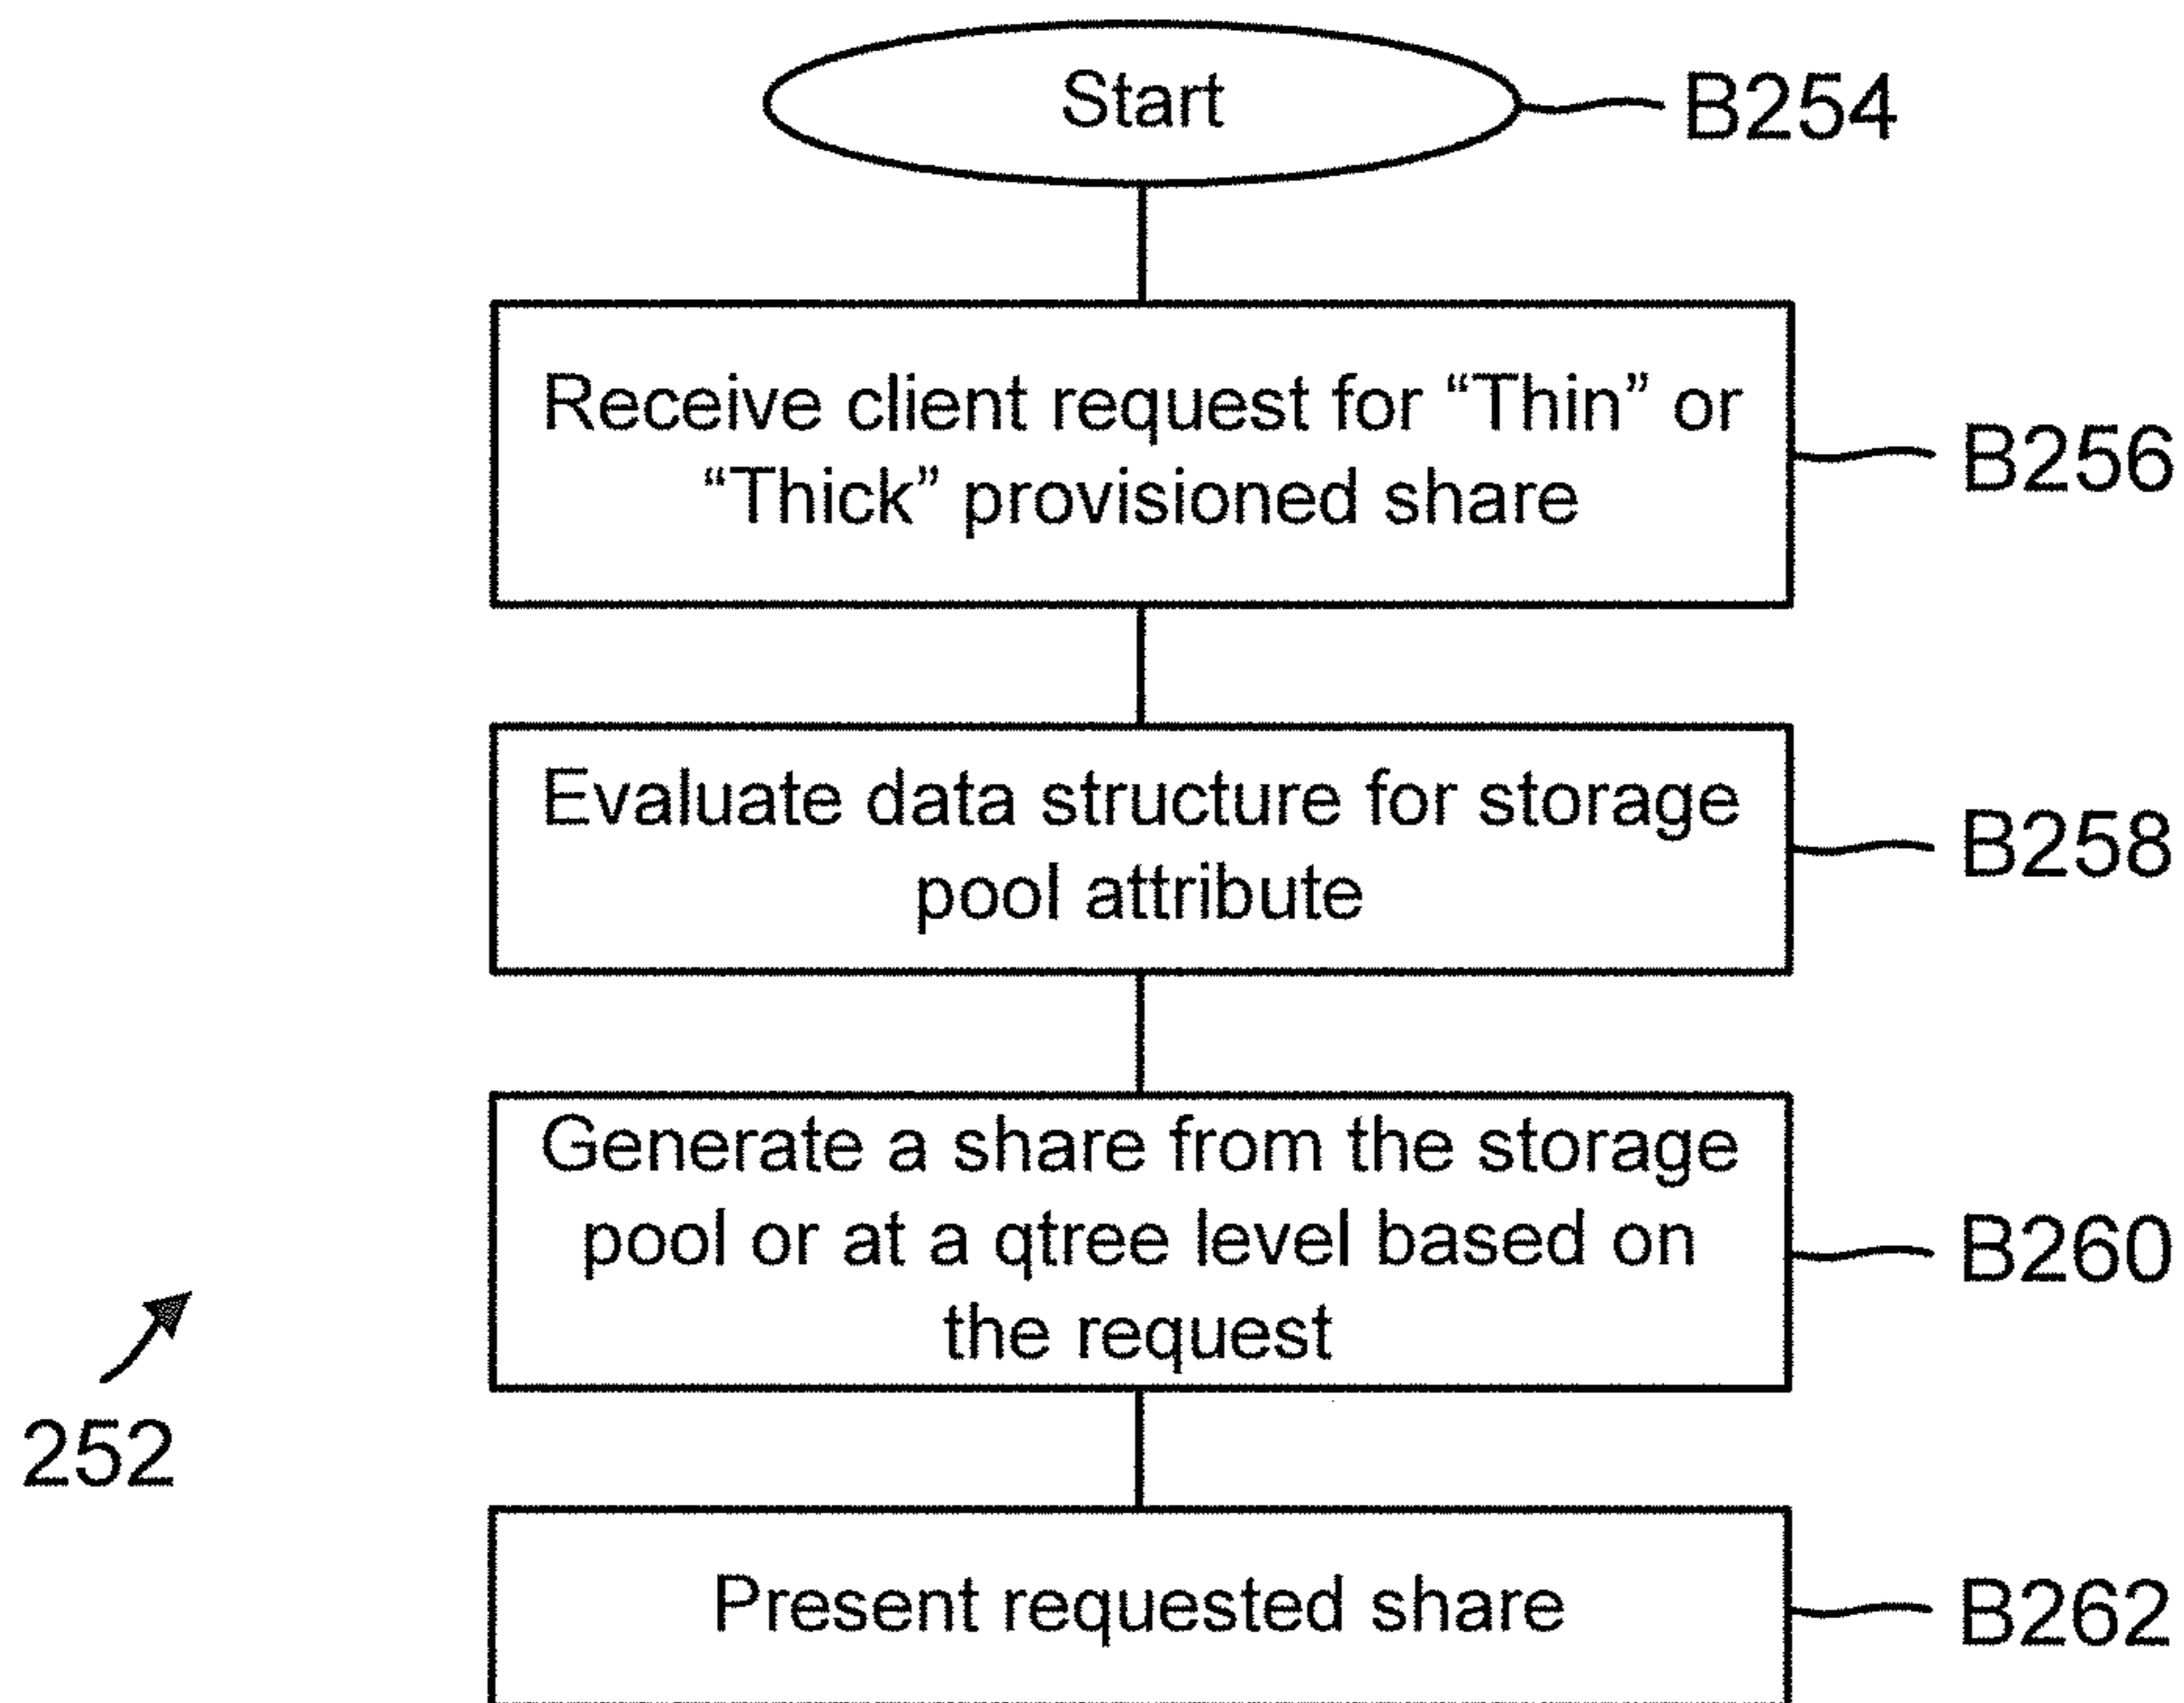 Start
B254
Receive client request for “Thin” or
“Thick” provisioned share
B256
Evaluate data structure for storage
pool attribute
B258
Generate a share from the storage
pool or at a qtree level based on
the request
B260
252
Present requested share
B262